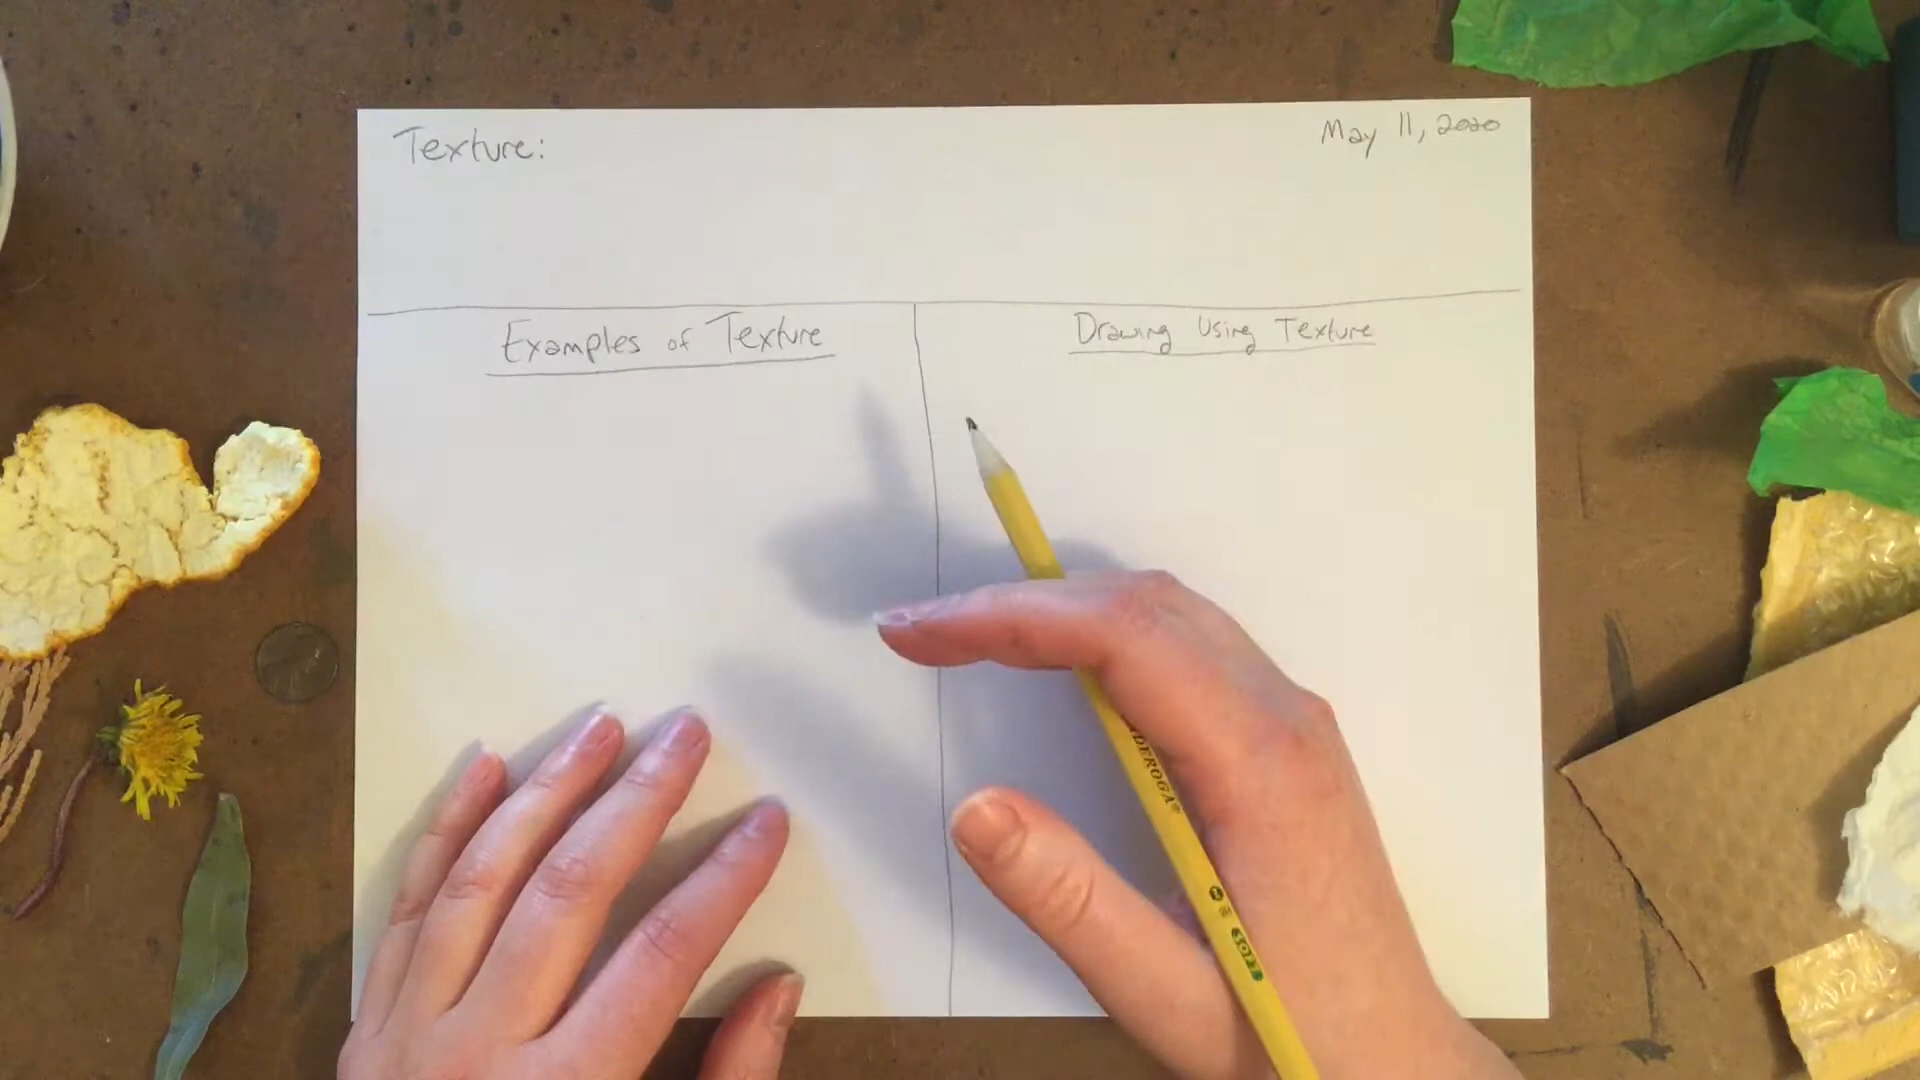 Texture:
May 11, 2020
Examples of Texture
Drawing Using Texture